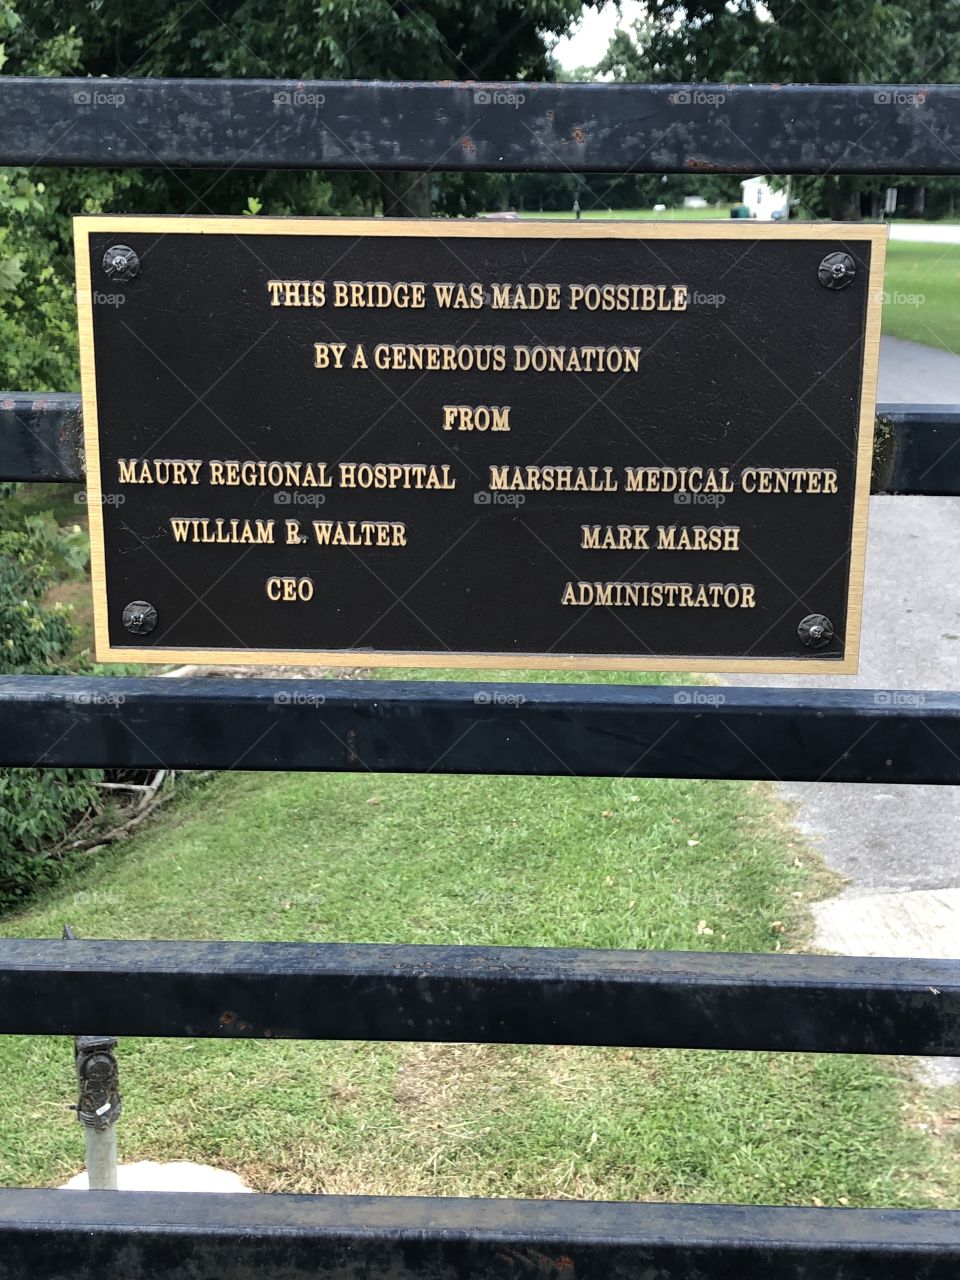 THIS BRIDGE WAS MADE POSSIBLE
BY A GENEROUS DONATION
FROM
MAURY REGIONAL HOSPITAL MARSHALL MEDICAL CENTER
WILLIAM R. WALTER MARK MARSH
CEO ADMINISTRATOR